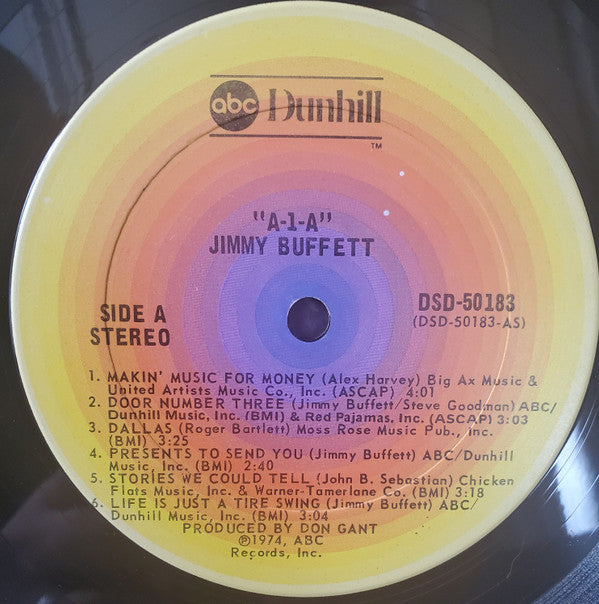 abc Dunhill
TM
"A-1-A"
JIMMY BUFFETT
SIDE A
STEREO
DSD-50183
(DSD-50183-AS)
1. MAKIN' MUSIC FOR MONEY (Alex Harvey) Big Ax Music &
United Artists Music Co., Inc. (ASCAP) 4:01
2. DOOR NUMBER THREE (Jimmy Buffett/Steve Goodman) ABC/
Dunhill Music, Inc. (BMI) & Red Pajamas, Inc. (ASCAP) 3:03
3. DALLAS (Roger Bartlett) Moss Rose Music Pub., Inc.
(BMI) 3:25
4. PRESENTS TO SEND YOU (Jimmy Buffett) ABC/Dunhill
Music, Inc. (BMI) 2:40
5. STORIES WE COULD TELL (John B. Sebastian) Chicken
Flats Music, Inc. & Warner-Tamerlane Co. (BMI) 3:18
6. LIFE IS JUST A TIRE SWING (Jimmy Buffett) ABC/
Dunhill Music, Inc. (BMI) 3:04
PRODUCED BY DON GANT
℗1974, ABC
Records, Inc.